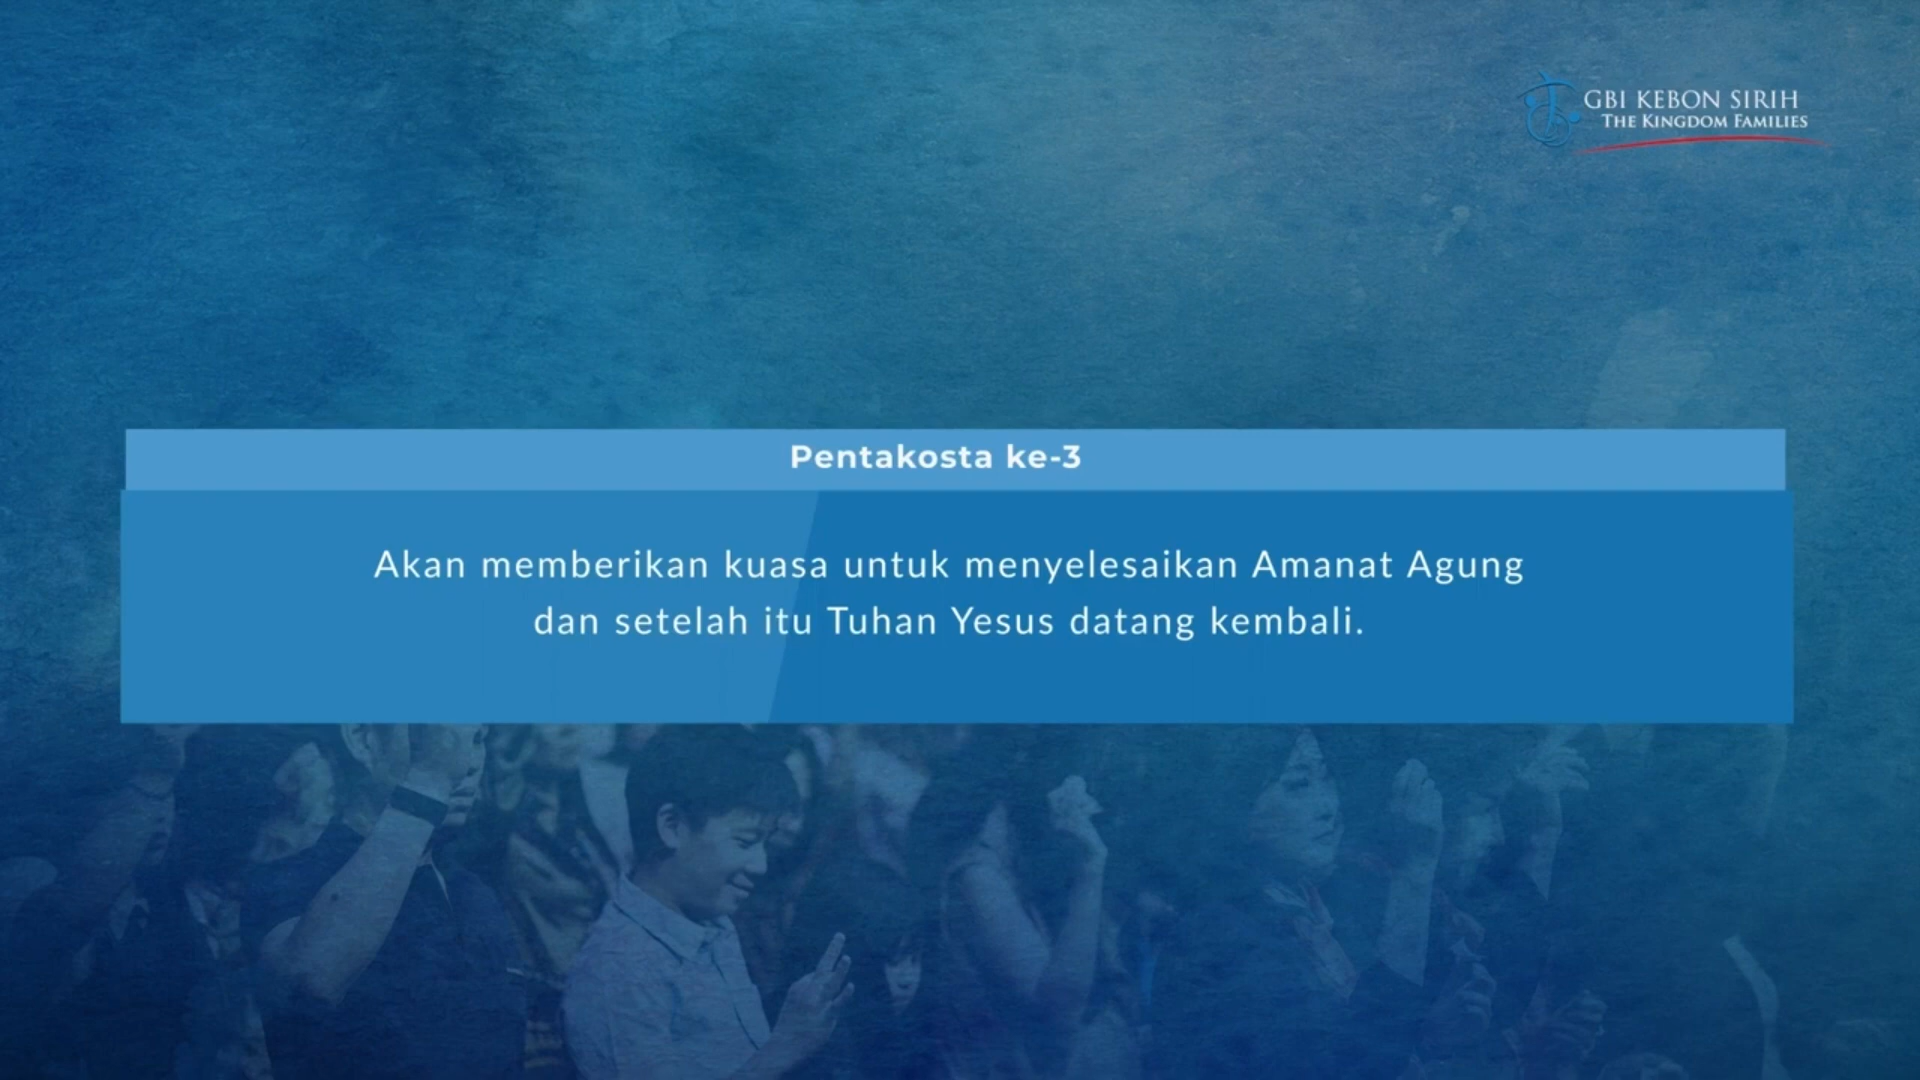 GBI KEBON SIRIH
THE KINGDOM FAMILIES
Pentakosta ke-3
Akan memberikan kuasa untuk menyelesaikan Amanat Agung
dan setelah itu Tuhan Yesus datang kembali.